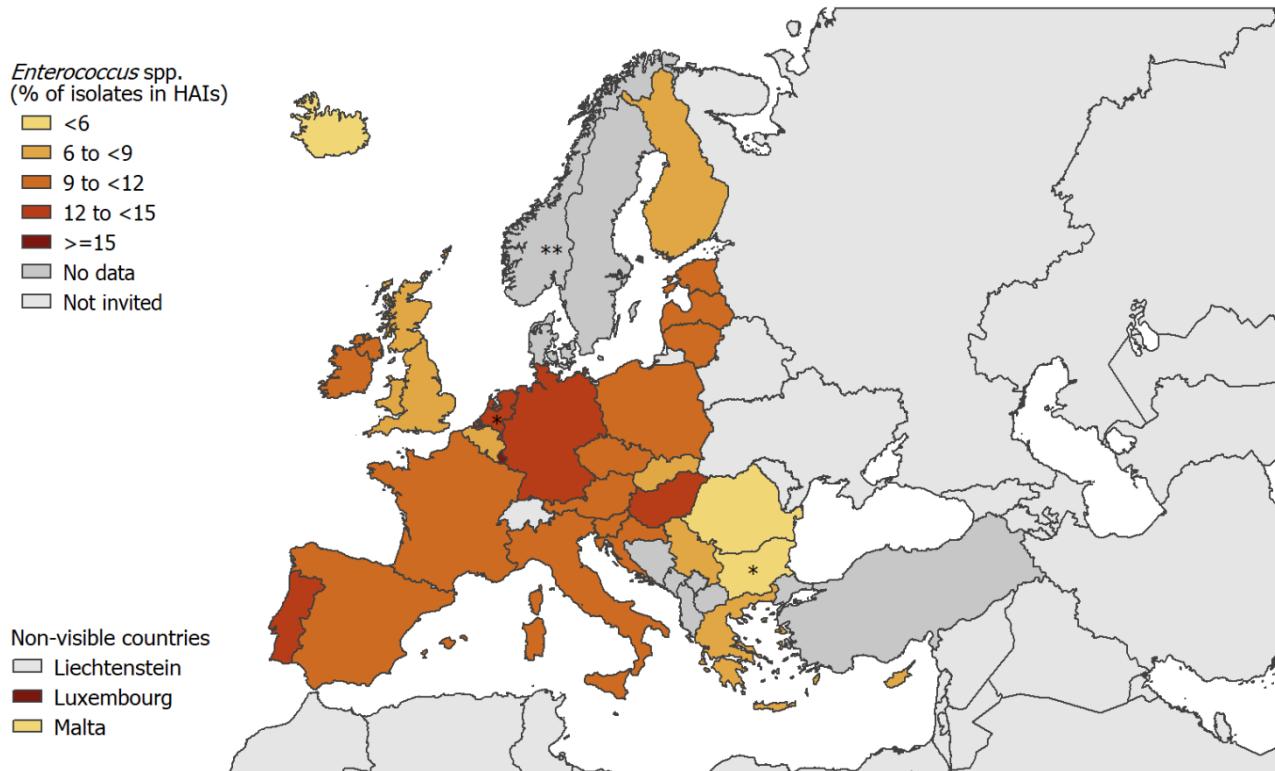 Enterococcus spp.
(% of isolates in HAIs)
<6
6 to <9
9 to <12
12 to <15
>=15
No data
Not invited
**
*
*
Non-visible countries
Liechtenstein
Luxembourg
Malta